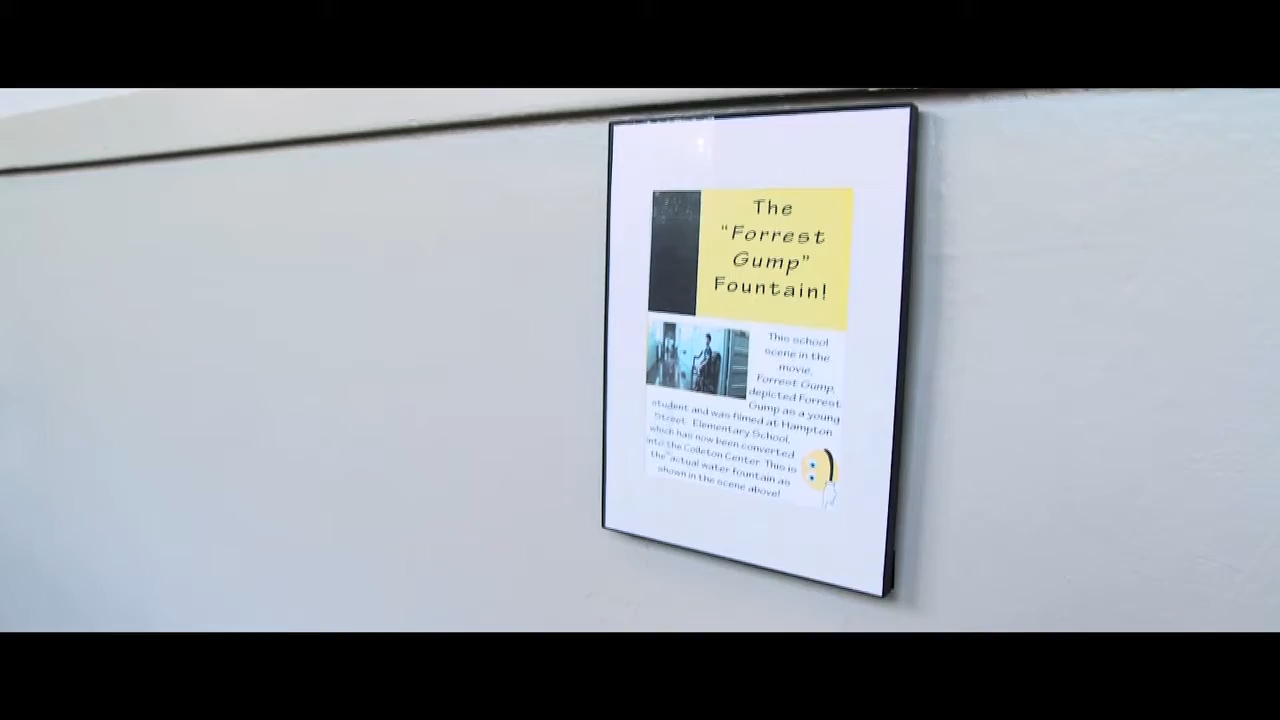 The
"Forrest
Gump"
Fountain!
This school
scene in the
movie,
Forrest Gump,
depicted Forrest
Gump as a young
student and was filmed at Hampton
Street Elementary School,
which has now been converted
into the Colleton Center. This is
the actual water fountain as
shown in the scene above!